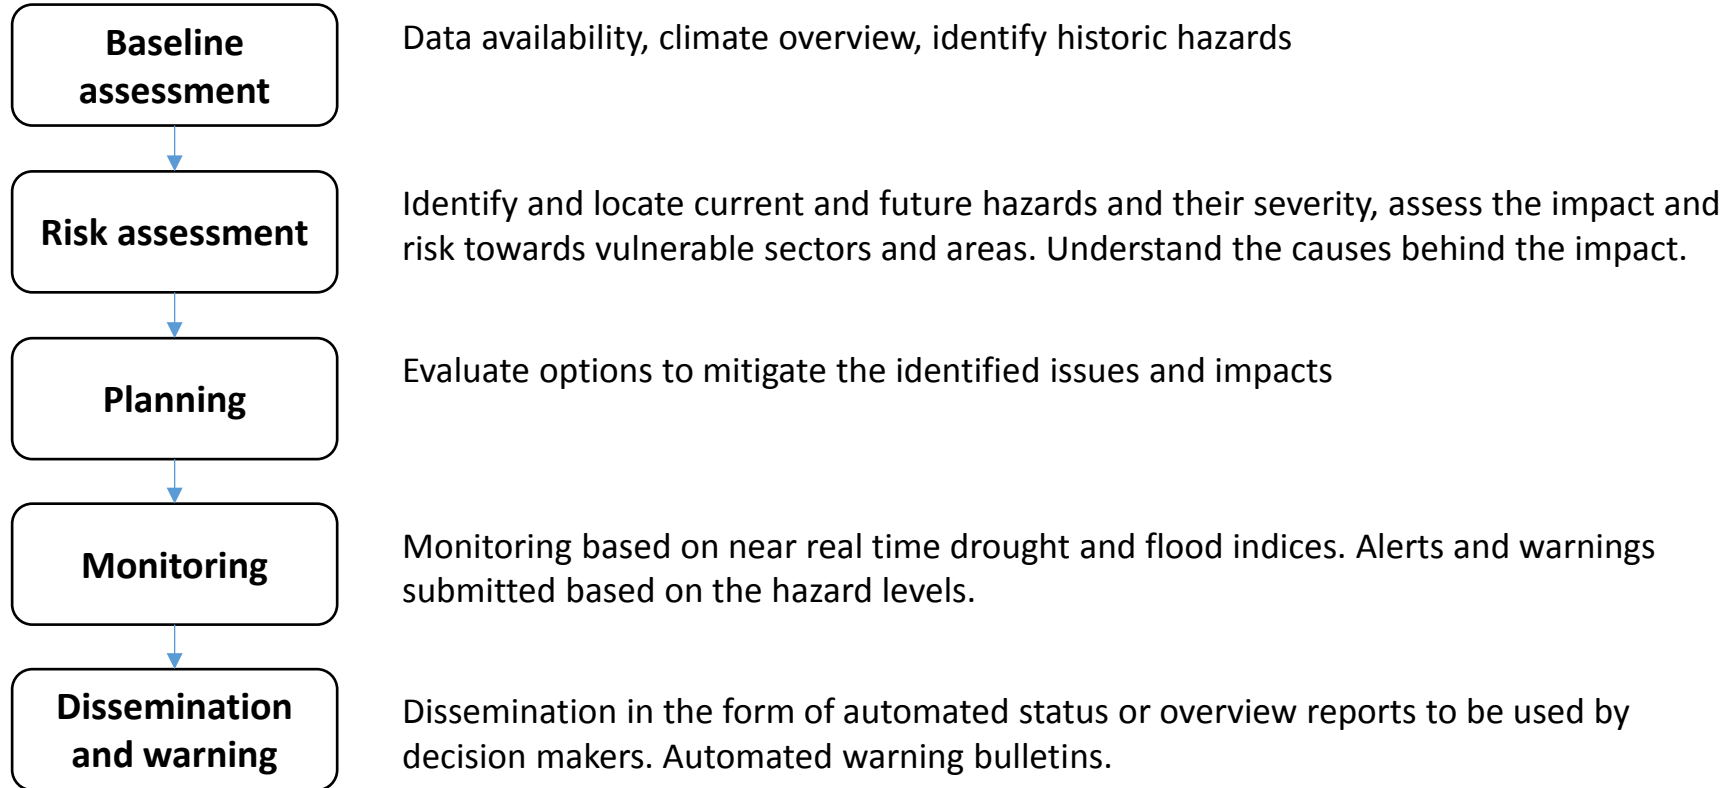 Baseline
assessment
Data availability, climate overview, identify historic hazards
Risk assessment
Identify and locate current and future hazards and their severity, assess the impact and
risk towards vulnerable sectors and areas. Understand the causes behind the impact.
Planning
Evaluate options to mitigate the identified issues and impacts
Monitoring
Monitoring based on near real time drought and flood indices. Alerts and warnings
submitted based on the hazard levels.
Dissemination
and warning
Dissemination in the form of automated status or overview reports to be used by
decision makers. Automated warning bulletins.